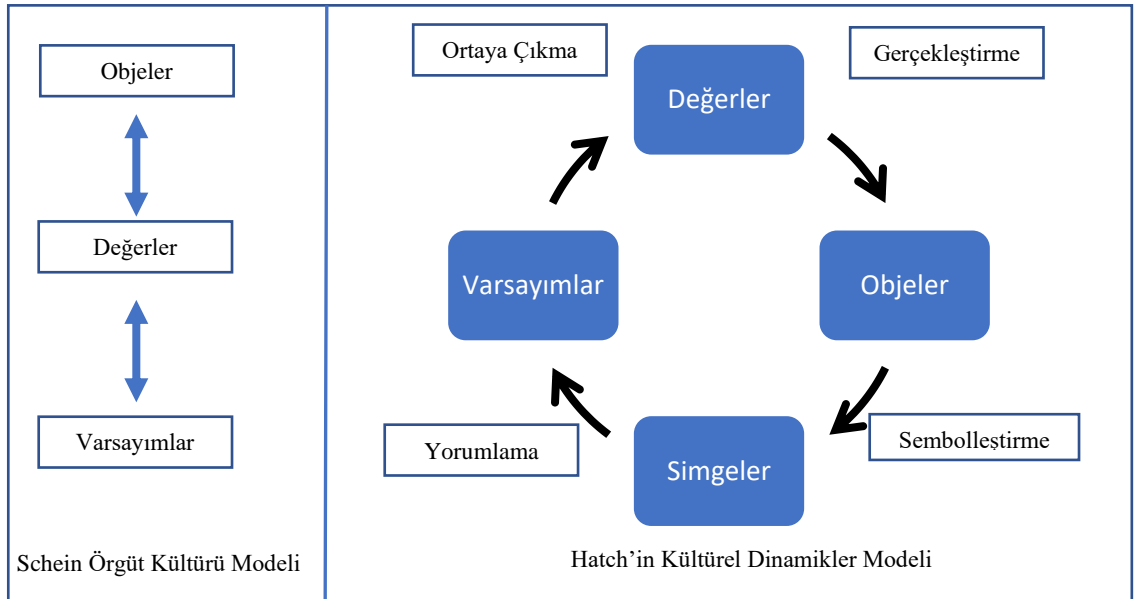 Objeler
Değerler
Varsayımlar
Schein Örgüt Kültürü Modeli
Ortaya Çıkma
Gerçekleştirme
Değerler
Varsayımlar
Objeler
Yorumlama
Sembolleştirme
Simgeler
Hatch’in Kültürel Dinamikler Modeli